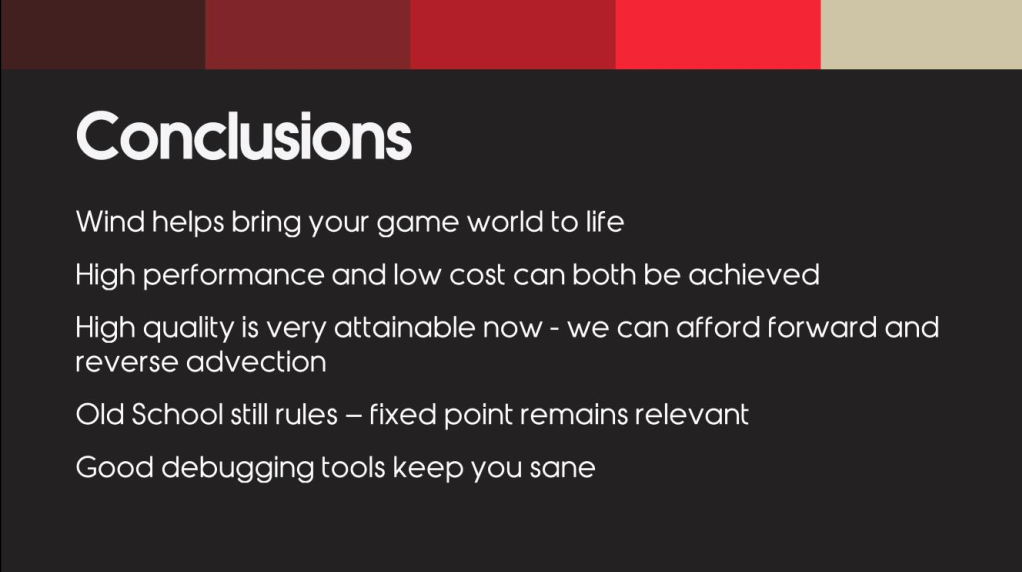 Conclusions
Wind helps bring your game world to life
High performance and low cost can both be achieved
High quality is very attainable now - we can afford forward and
reverse advection
Old School still rules – fixed point remains relevant
Good debugging tools keep you sane